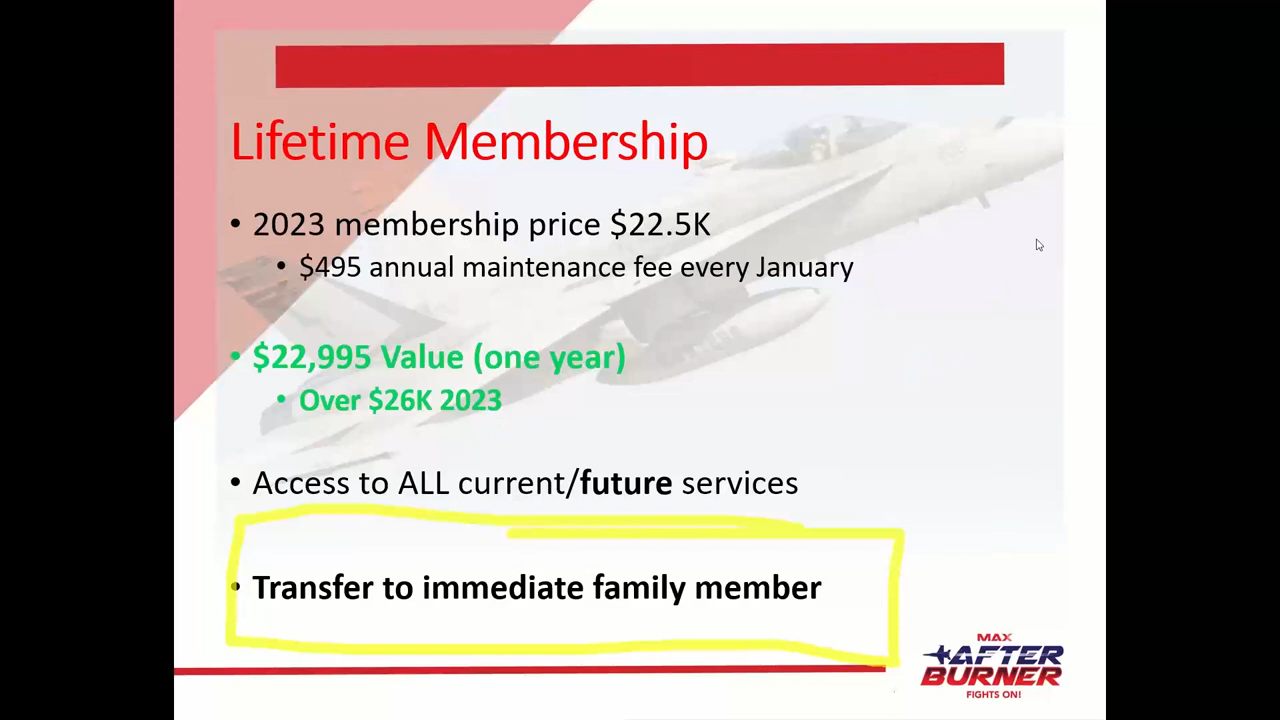 Lifetime Membership
• 2023 membership price $22.5K
• $495 annual maintenance fee every January
• $22,995 Value (one year)
• Over $26K 2023
• Access to ALL current/future services
• Transfer to immediate family member
MAX
AFTER
BURNER
FIGHTS ON!